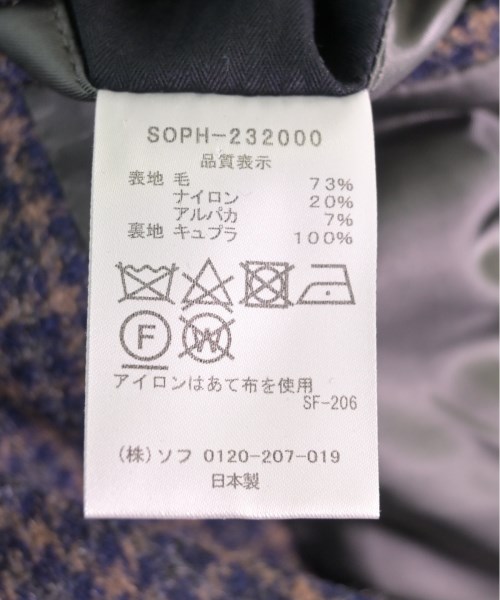 SOPH-232000
品質表示
表地 毛 73%
ナイロン 20%
アルパカ 7%
裏地 キュプラ 100%
F W
アイロンはあて布を使用
SF-206
(株)ソフ 0120-207-019
日本製